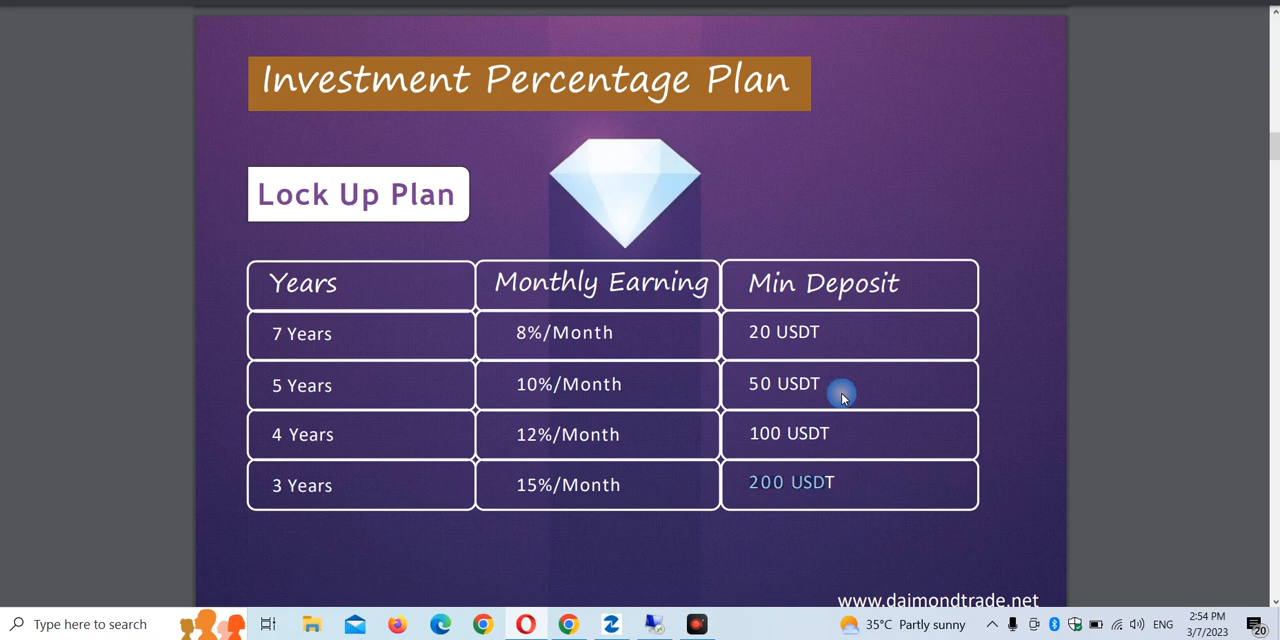 Investment Percentage Plan
Lock Up Plan
Years Monthly Earning Min Deposit
7 Years 8%/Month 20 USDT
5 Years 10%/Month 50 USDT
4 Years 12%/Month 100 USDT
3 Years 15%/Month 200 USDT
www.daimondtrade.net
Type here to search
35°C Partly sunny
ENG
2:54 PM
3/7/2023
20